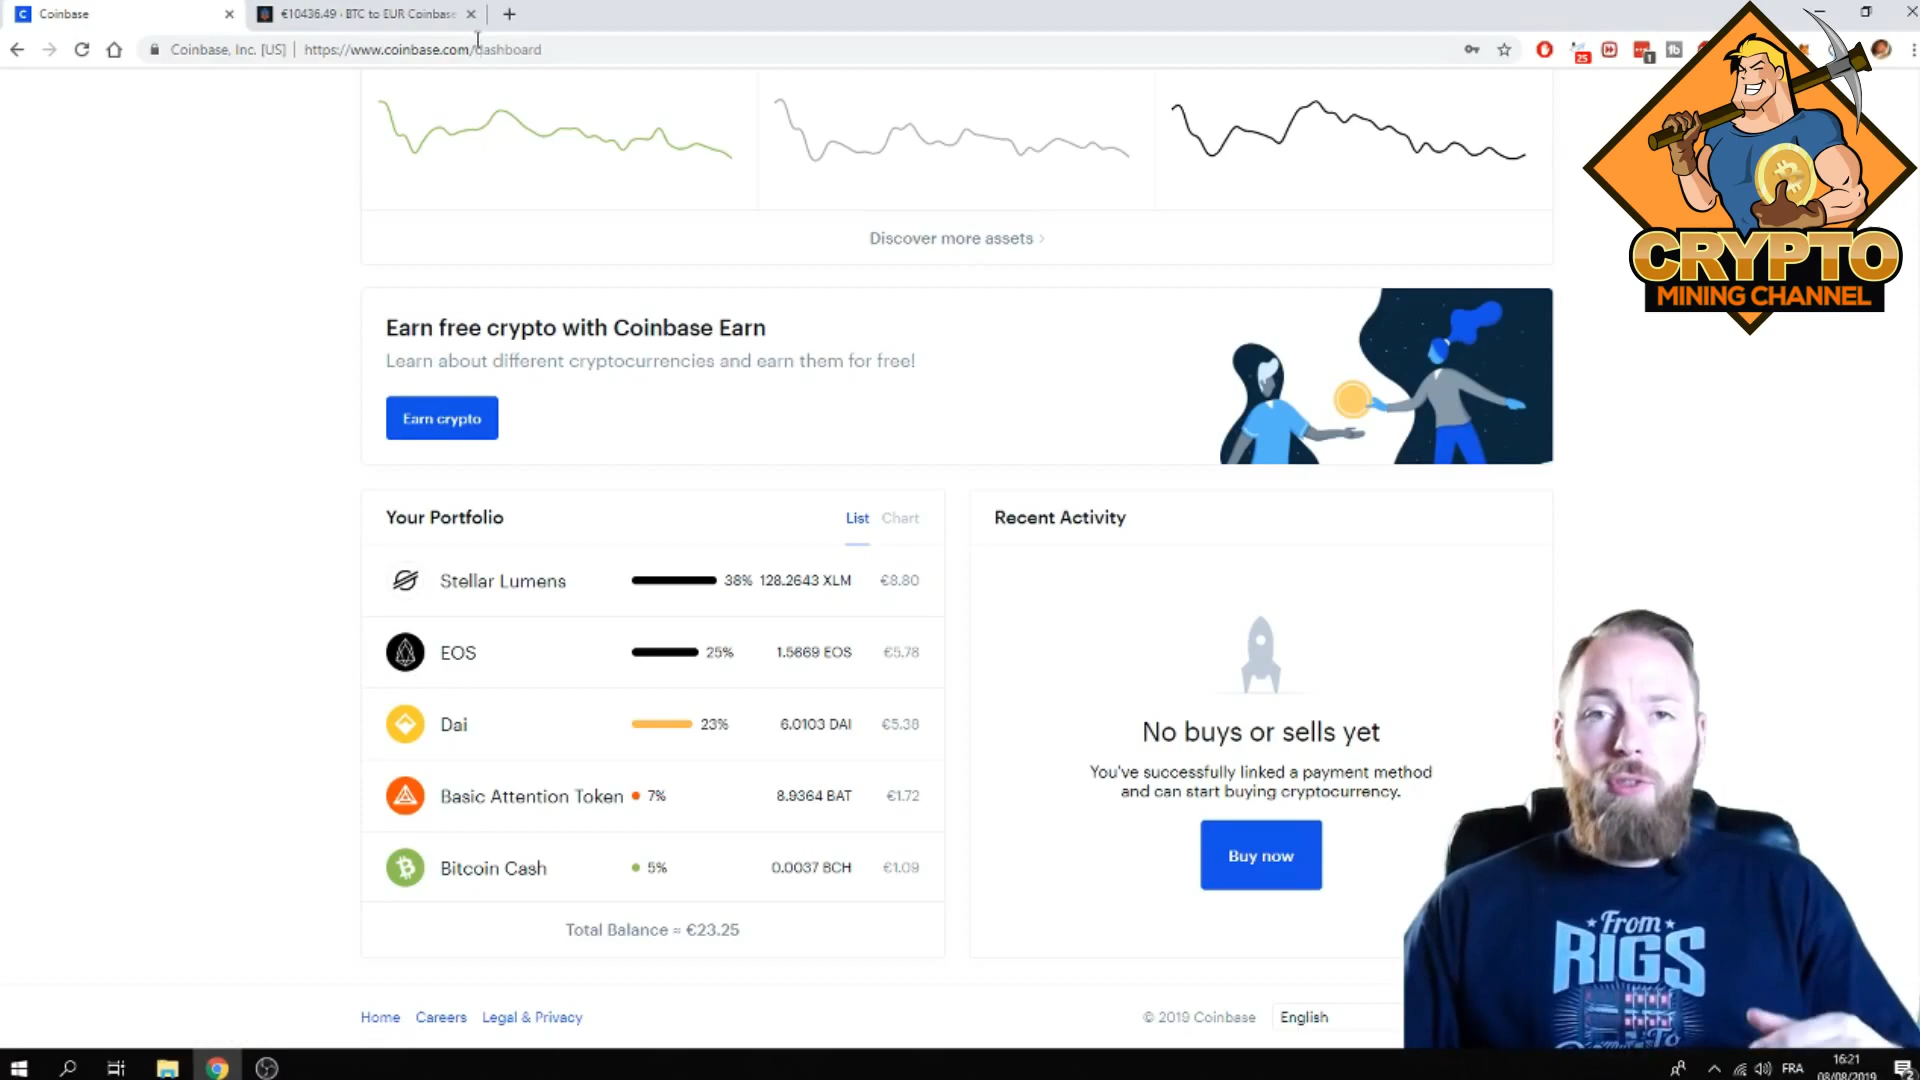 Coinbase
€10436.49 · BTC to EUR Coinbase
Coinbase, Inc. [US] | https://www.coinbase.com/dashboard
25
1
Discover more assets
Earn free crypto with Coinbase Earn
Learn about different cryptocurrencies and earn them for free!
Earn crypto
Your Portfolio
List Chart
Stellar Lumens 38% 128.2643 XLM €8.80
EOS 25% 1.5669 EOS €5.78
Dai 23% 6.0103 DAI €5.38
Basic Attention Token 7% 8.9364 BAT €1.72
Bitcoin Cash 5% 0.0037 BCH €1.09
Total Balance ≈ €23.25
Recent Activity
No buys or sells yet
You've successfully linked a payment method
and can start buying cryptocurrency.
Buy now
Home Careers Legal & Privacy
© 2019 Coinbase
English
CRYPTO
MINING CHANNEL
From
RIGS
To
FRA
16:21
08/08/2019